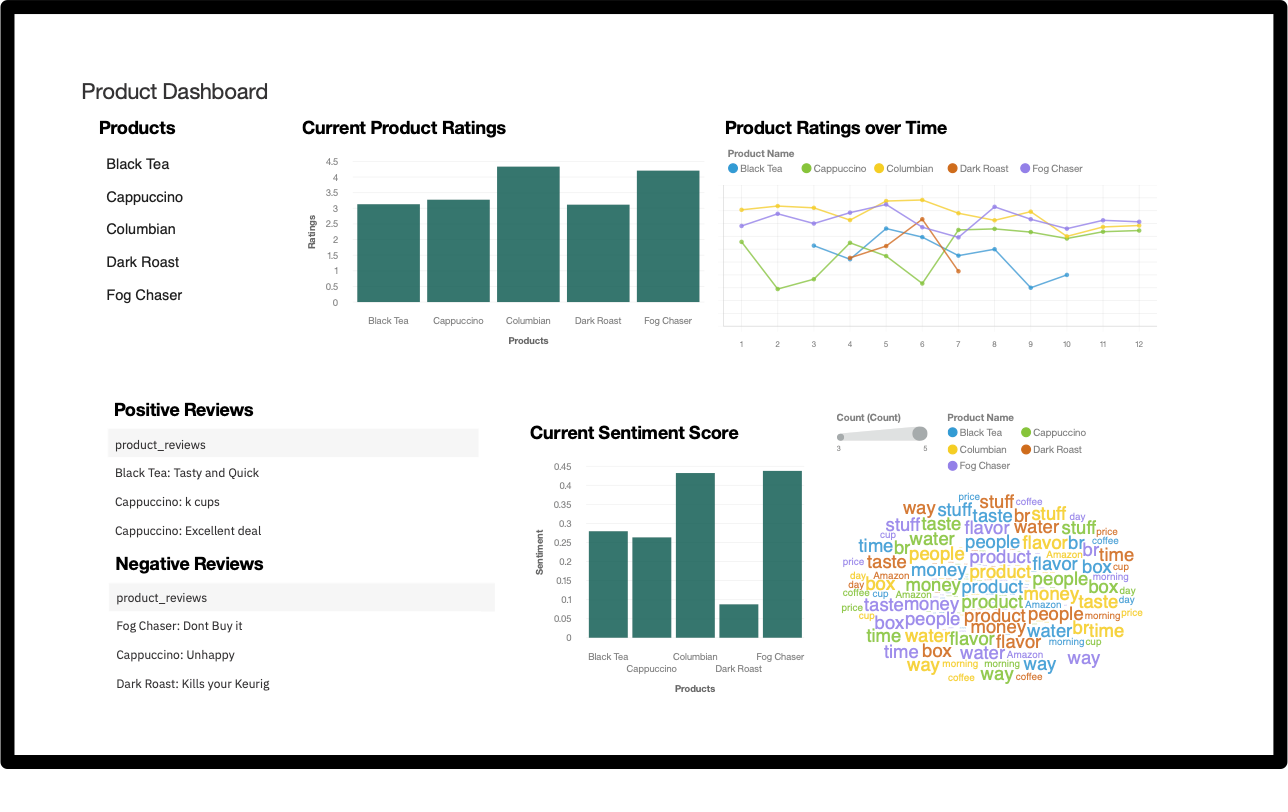 Product Dashboard
Products
Black Tea
Cappuccino
Columbian
Dark Roast
Fog Chaser
Current Product Ratings
4.5
4
3.5
3
2.5
2
1.5
1
0.5
0
Ratings
Black Tea Cappuccino Columbian Dark Roast Fog Chaser
Products
Product Ratings over Time
Product Name
Black Tea Cappuccino Columbian Dark Roast Fog Chaser
1 2 3 4 5 6 7 8 9 10 11 12
Positive Reviews
product_reviews
Black Tea: Tasty and Quick
Cappuccino: k cups
Cappuccino: Excellent deal
Negative Reviews
product_reviews
Fog Chaser: Dont Buy it
Cappuccino: Unhappy
Dark Roast: Kills your Keurig
Current Sentiment Score
0.45
0.4
0.35
0.3
0.25
0.2
0.15
0.1
0.05
0
Sentiment
Black Tea Columbian Fog Chaser
Cappuccino Dark Roast
Products
Count (Count)
3 5
Product Name
Black Tea Cappuccino
Columbian Dark Roast
Fog Chaser
price stuff coffee
way stuff taste br stuff day
stuff taste flavor water stuff price
cup water people flavor br coffee
time br people product Amazon br time
price taste money product flavor box cup
day Amazon product people morning
day box money product money box day
coffee cup Amazon product Amazon taste day
price taste money product people morning price
cup box people money water br time
time water flavor flavor morning cup
time box water Amazon way
way morning morning way
coffee way coffee